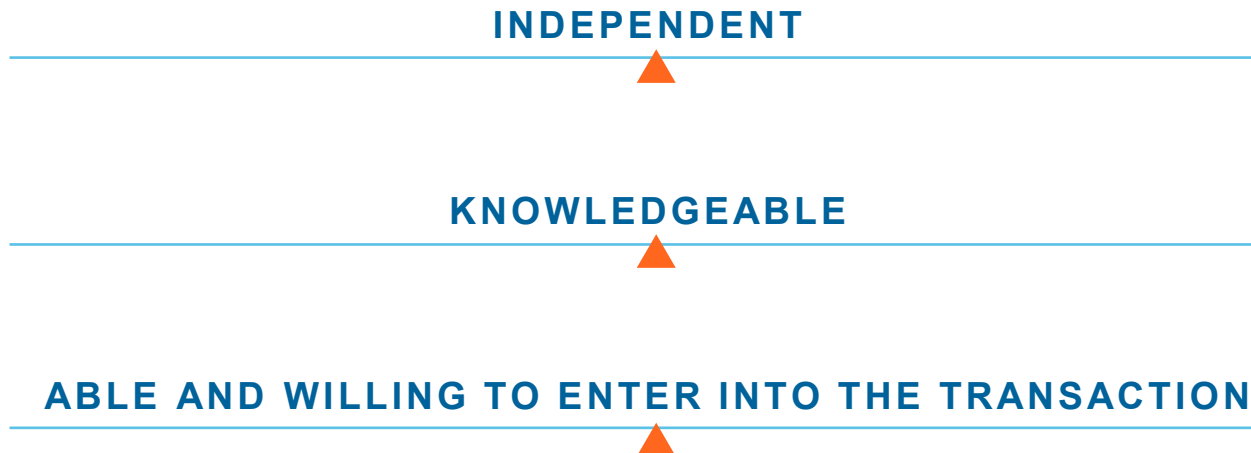 INDEPENDENT
KNOWLEDGEABLE
ABLE AND WILLING TO ENTER INTO THE TRANSACTION